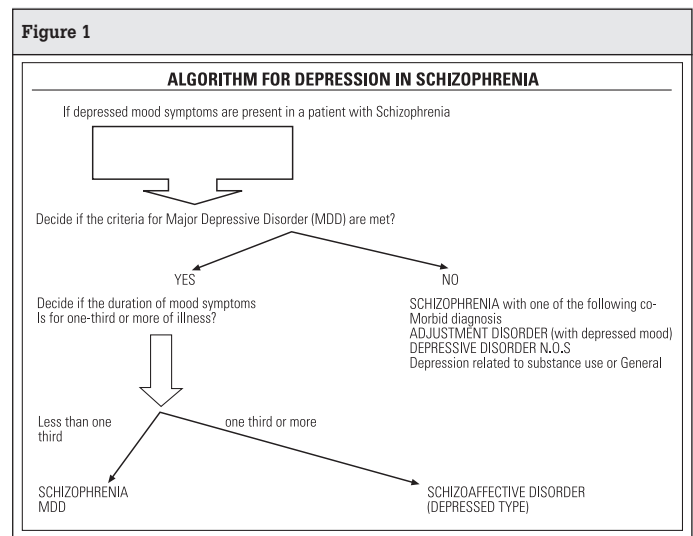 Figure 1
ALGORITHM FOR DEPRESSION IN SCHIZOPHRENIA
If depressed mood symptoms are present in a patient with Schizophrenia
Decide if the criteria for Major Depressive Disorder (MDD) are met?
YES
Decide if the duration of mood symptoms
Is for one-third or more of illness?
NO
SCHIZOPHRENIA with one of the following co-
Morbid diagnosis
ADJUSTMENT DISORDER (with depressed mood)
DEPRESSIVE DISORDER N.O.S
Depression related to substance use or General
Less than one
third
one third or more
SCHIZOPHRENIA
MDD
SCHIZOAFFECTIVE DISORDER
(DEPRESSED TYPE)